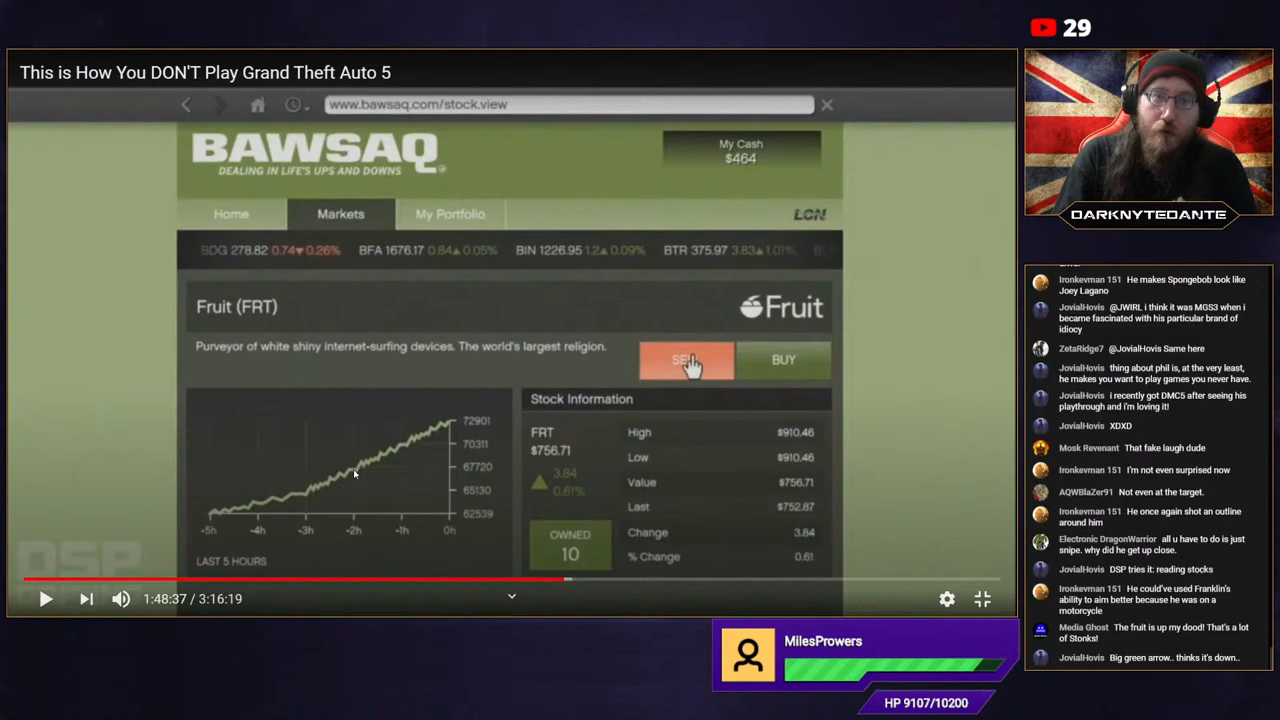 29
This is How You DON'T Play Grand Theft Auto 5
www.bawsaq.com/stock.view
BAWSAQ
DEALING IN LIFE'S UPS AND DOWNS
My Cash
$464
Home
Markets
My Portfolio
LCN
BDG 278.82 0.74▼0.26%
BFA 1676.17 0.84▲0.05%
BIN 1226.95 1.2▲0.09%
BTR 375.97 3.83▲1.01%
Fruit (FRT)
Fruit
Purveyor of white shiny internet-surfing devices. The world's largest religion.
SELL
BUY
72901
70311
67720
65130
62539
-5h -4h -3h -2h -1h 0h
LAST 5 HOURS
Stock Information
FRT
$756.71
3.84
0.61%
OWNED
10
High $910.46
Low $910.46
Value $756.71
Last $752.87
Change 3.84
% Change 0.61
DSP
1:48:37 / 3:16:19
DARKNYTEDANTE
Ironkevman 151 He makes Spongebob look like
Joey Lagano
JovialHovis @JWIRL i think it was MGS3 when i
became fascinated with his particular brand of
idiocy
ZetaRidge7 @JovialHovis Same here
JovialHovis thing about phil is, at the very least,
he makes you want to play games you never have.
JovialHovis i recently got DMC5 after seeing his
playthrough and i'm loving it!
JovialHovis XDXD
Mosk Revenant That fake laugh dude
Ironkevman 151 I'm not even surprised now
AQWBlaZer91 Not even at the target.
Ironkevman 151 He once again shot an outline
around him
Electronic DragonWarrior all u have to do is just
snipe. why did he get up close.
JovialHovis DSP tries it: reading stocks
Ironkevman 151 He could've used Franklin's
ability to aim better because he was on a
motorcycle
Media Ghost The fruit is up my dood! That's a lot
of Stonks!
JovialHovis Big green arrow.. thinks it's down..
MilesProwers
HP 9107/10200